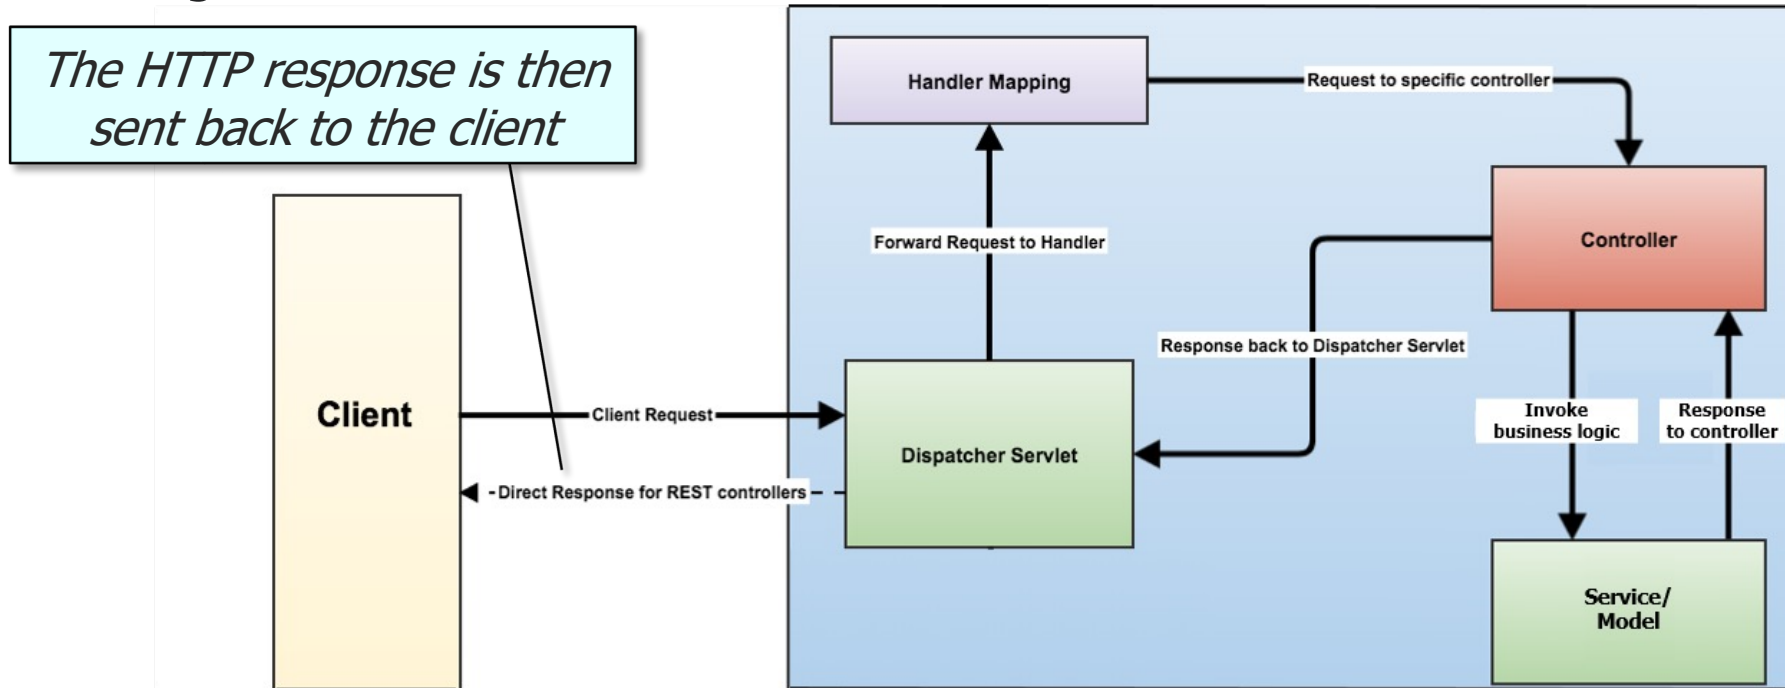 The HTTP response is then
sent back to the client
Handler Mapping
Request to specific controller
Controller
Forward Request to Handler
Response back to Dispatcher Servlet
Client
Client Request
Dispatcher Servlet
Direct Response for REST controllers
Invoke
business logic
Response
to controller
Service/
Model